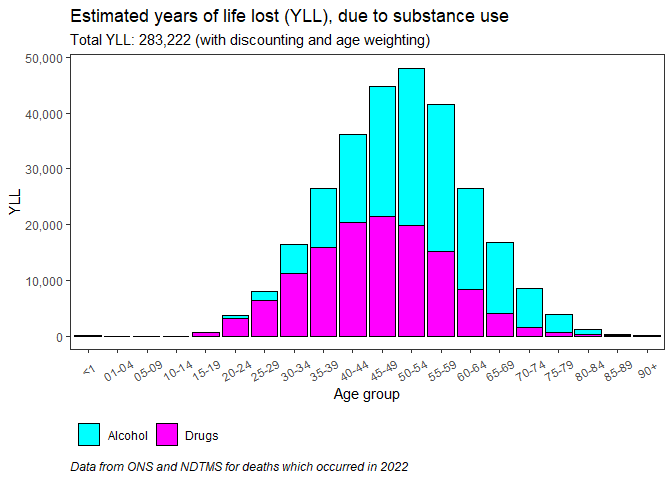 Estimated years of life lost (YLL), due to substance use
Total YLL: 283,222 (with discounting and age weighting)
50,000
40,000
30,000
20,000
10,000
0
YLL
<1 01-04 05-09 10-14 15-19 20-24 25-29 30-34 35-39 40-44 45-49 50-54 55-59 60-64 65-69 70-74 75-79 80-84 85-89 90+
Age group
Alcohol Drugs
Data from ONS and NDTMS for deaths which occurred in 2022